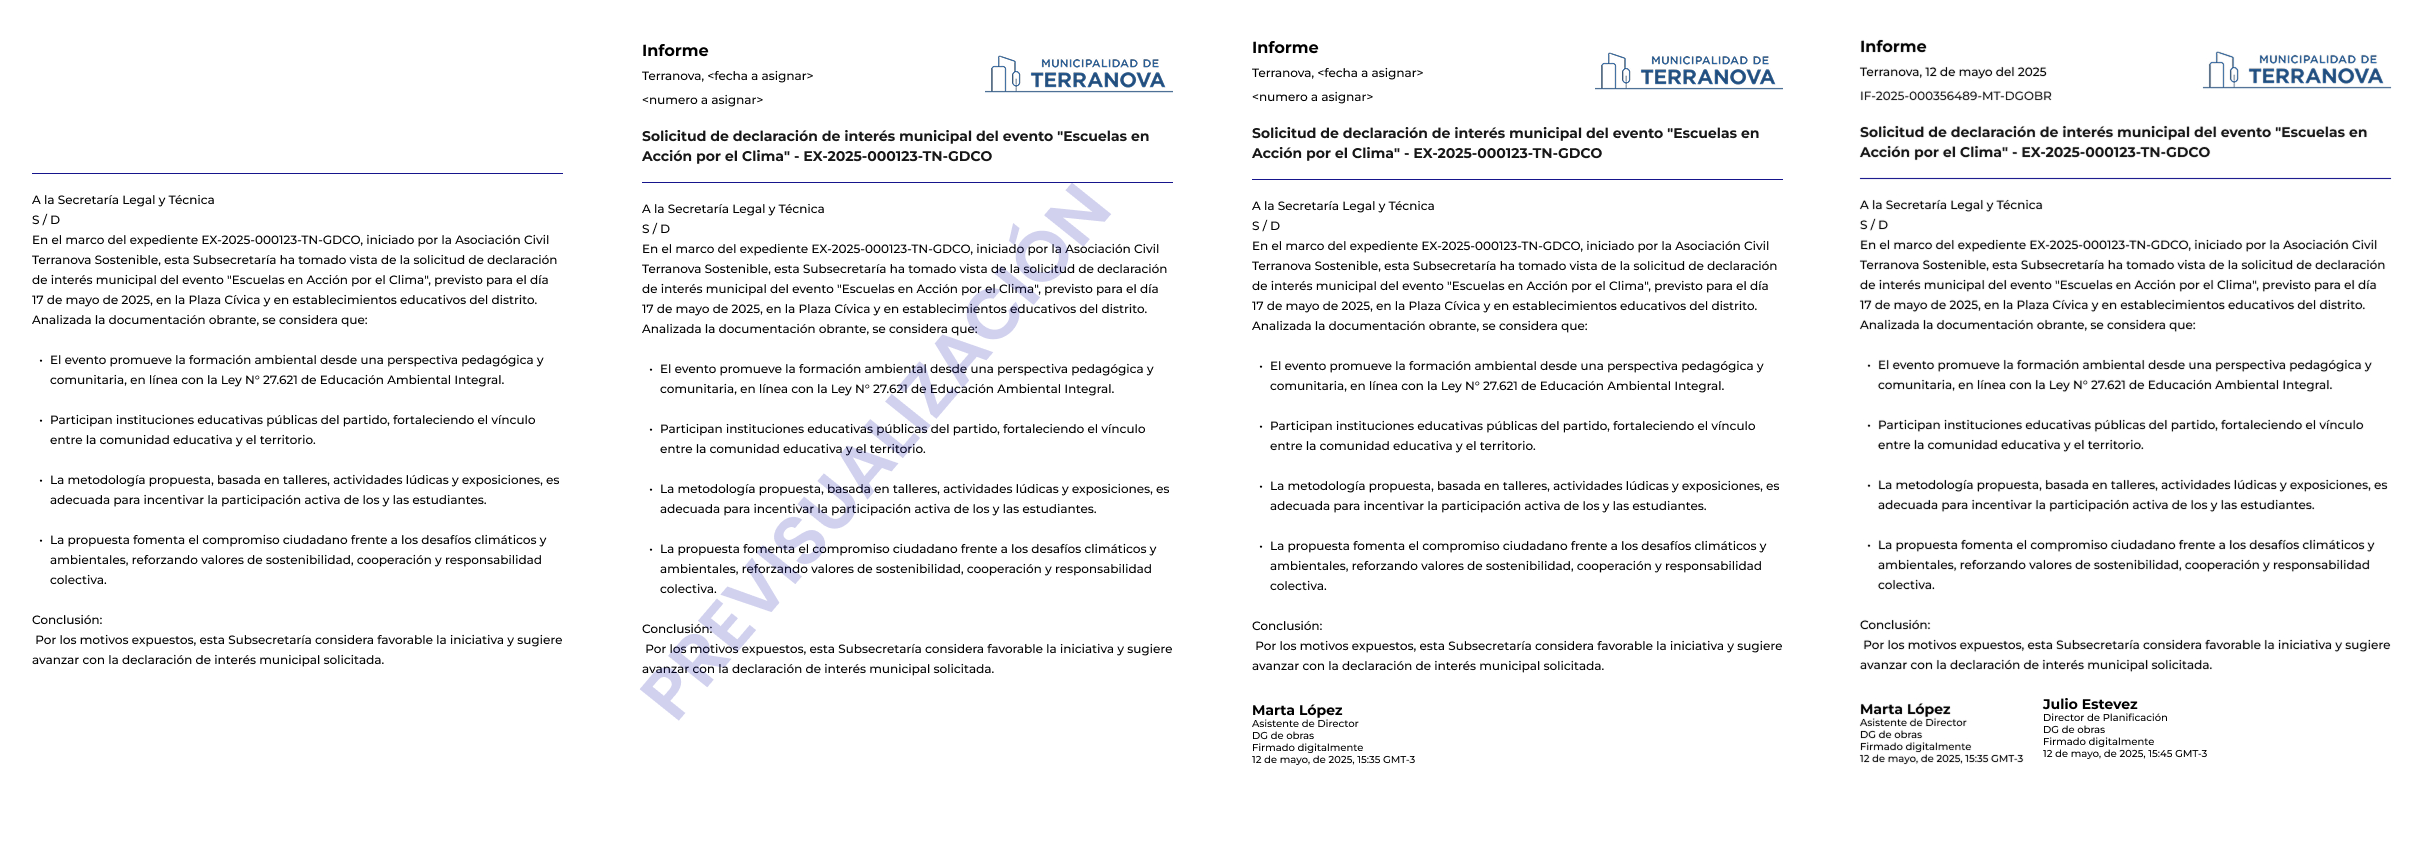 A la Secretaría Legal y Técnica
S / D
En el marco del expediente EX-2025-000123-TN-GDCO, iniciado por la Asociación Civil
Terranova Sostenible, esta Subsecretaría ha tomado vista de la solicitud de declaración
de interés municipal del evento "Escuelas en Acción por el Clima", previsto para el día
17 de mayo de 2025, en la Plaza Cívica y en establecimientos educativos del distrito.
Analizada la documentación obrante, se considera que:
• El evento promueve la formación ambiental desde una perspectiva pedagógica y
comunitaria, en línea con la Ley N° 27.621 de Educación Ambiental Integral.
• Participan instituciones educativas públicas del partido, fortaleciendo el vínculo
entre la comunidad educativa y el territorio.
• La metodología propuesta, basada en talleres, actividades lúdicas y exposiciones, es
adecuada para incentivar la participación activa de los y las estudiantes.
• La propuesta fomenta el compromiso ciudadano frente a los desafíos climáticos y
ambientales, reforzando valores de sostenibilidad, cooperación y responsabilidad
colectiva.
Conclusión:
Por los motivos expuestos, esta Subsecretaría considera favorable la iniciativa y sugiere
avanzar con la declaración de interés municipal solicitada.
Informe
Terranova, <fecha a asignar>
<numero a asignar>
MUNICIPALIDAD DE
TERRANOVA
Solicitud de declaración de interés municipal del evento "Escuelas en
Acción por el Clima" - EX-2025-000123-TN-GDCO
A la Secretaría Legal y Técnica
S / D
En el marco del expediente EX-2025-000123-TN-GDCO, iniciado por la Asociación Civil
Terranova Sostenible, esta Subsecretaría ha tomado vista de la solicitud de declaración
de interés municipal del evento "Escuelas en Acción por el Clima", previsto para el día
17 de mayo de 2025, en la Plaza Cívica y en establecimientos educativos del distrito.
Analizada la documentación obrante, se considera que:
• El evento promueve la formación ambiental desde una perspectiva pedagógica y
comunitaria, en línea con la Ley N° 27.621 de Educación Ambiental Integral.
• Participan instituciones educativas públicas del partido, fortaleciendo el vínculo
entre la comunidad educativa y el territorio.
• La metodología propuesta, basada en talleres, actividades lúdicas y exposiciones, es
adecuada para incentivar la participación activa de los y las estudiantes.
• La propuesta fomenta el compromiso ciudadano frente a los desafíos climáticos y
ambientales, reforzando valores de sostenibilidad, cooperación y responsabilidad
colectiva.
Conclusión:
Por los motivos expuestos, esta Subsecretaría considera favorable la iniciativa y sugiere
avanzar con la declaración de interés municipal solicitada.
PREVISUALIZACIÓN
Informe
Terranova, <fecha a asignar>
<numero a asignar>
MUNICIPALIDAD DE
TERRANOVA
Solicitud de declaración de interés municipal del evento "Escuelas en
Acción por el Clima" - EX-2025-000123-TN-GDCO
A la Secretaría Legal y Técnica
S / D
En el marco del expediente EX-2025-000123-TN-GDCO, iniciado por la Asociación Civil
Terranova Sostenible, esta Subsecretaría ha tomado vista de la solicitud de declaración
de interés municipal del evento "Escuelas en Acción por el Clima", previsto para el día
17 de mayo de 2025, en la Plaza Cívica y en establecimientos educativos del distrito.
Analizada la documentación obrante, se considera que:
• El evento promueve la formación ambiental desde una perspectiva pedagógica y
comunitaria, en línea con la Ley N° 27.621 de Educación Ambiental Integral.
• Participan instituciones educativas públicas del partido, fortaleciendo el vínculo
entre la comunidad educativa y el territorio.
• La metodología propuesta, basada en talleres, actividades lúdicas y exposiciones, es
adecuada para incentivar la participación activa de los y las estudiantes.
• La propuesta fomenta el compromiso ciudadano frente a los desafíos climáticos y
ambientales, reforzando valores de sostenibilidad, cooperación y responsabilidad
colectiva.
Conclusión:
Por los motivos expuestos, esta Subsecretaría considera favorable la iniciativa y sugiere
avanzar con la declaración de interés municipal solicitada.
Marta López
Asistente de Director
DG de obras
Firmado digitalmente
12 de mayo, de 2025, 15:35 GMT-3
Informe
Terranova, 12 de mayo del 2025
IF-2025-000356489-MT-DGOBR
MUNICIPALIDAD DE
TERRANOVA
Solicitud de declaración de interés municipal del evento "Escuelas en
Acción por el Clima" - EX-2025-000123-TN-GDCO
A la Secretaría Legal y Técnica
S / D
En el marco del expediente EX-2025-000123-TN-GDCO, iniciado por la Asociación Civil
Terranova Sostenible, esta Subsecretaría ha tomado vista de la solicitud de declaración
de interés municipal del evento "Escuelas en Acción por el Clima", previsto para el día
17 de mayo de 2025, en la Plaza Cívica y en establecimientos educativos del distrito.
Analizada la documentación obrante, se considera que:
• El evento promueve la formación ambiental desde una perspectiva pedagógica y
comunitaria, en línea con la Ley N° 27.621 de Educación Ambiental Integral.
• Participan instituciones educativas públicas del partido, fortaleciendo el vínculo
entre la comunidad educativa y el territorio.
• La metodología propuesta, basada en talleres, actividades lúdicas y exposiciones, es
adecuada para incentivar la participación activa de los y las estudiantes.
• La propuesta fomenta el compromiso ciudadano frente a los desafíos climáticos y
ambientales, reforzando valores de sostenibilidad, cooperación y responsabilidad
colectiva.
Conclusión:
Por los motivos expuestos, esta Subsecretaría considera favorable la iniciativa y sugiere
avanzar con la declaración de interés municipal solicitada.
Marta López
Asistente de Director
DG de obras
Firmado digitalmente
12 de mayo, de 2025, 15:35 GMT-3
Julio Estevez
Director de Planificación
DG de obras
Firmado digitalmente
12 de mayo, de 2025, 15:45 GMT-3